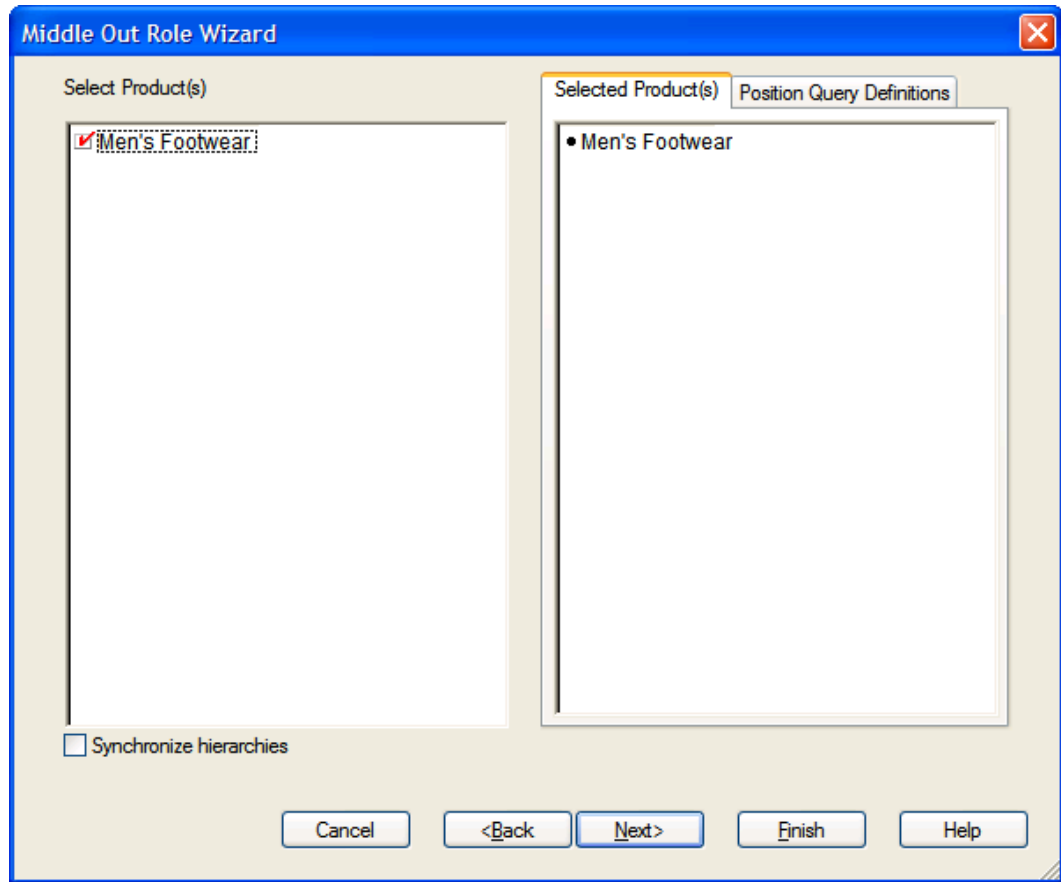 Middle Out Role Wizard
Select Product(s)
Selected Product(s)
Position Query Definitions
Men's Footwear
Men's Footwear
Synchronize hierarchies
Cancel
<Back
Next>
Finish
Help